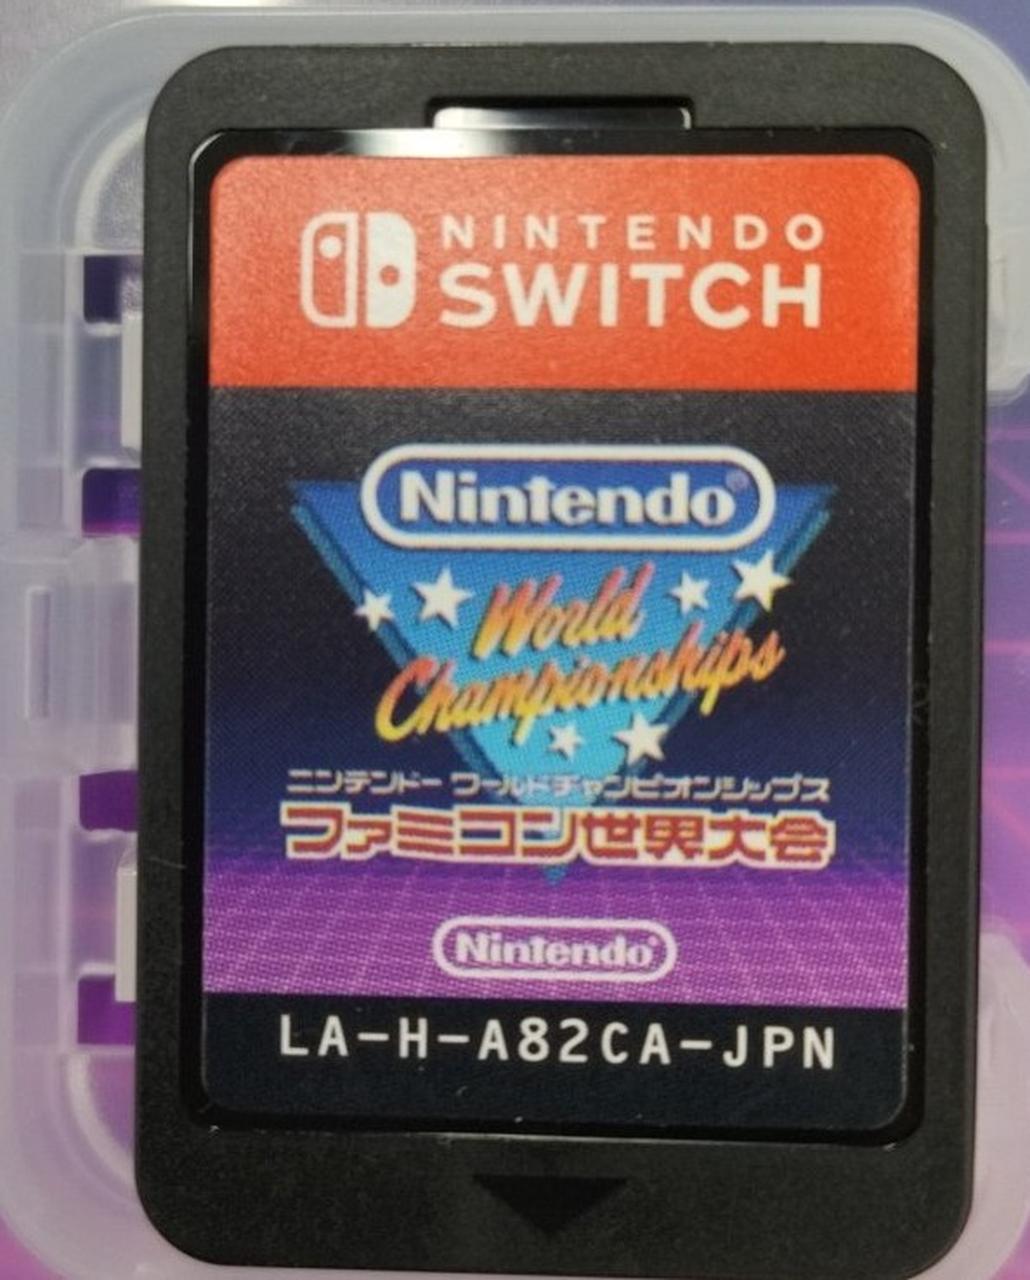 NINTENDO
SWITCH
Nintendo®
World
Championships
ニンテンドー ワールドチャンピオンシップス
ファミコン世界大会
Nintendo®
LA-H-A82CA-JPN